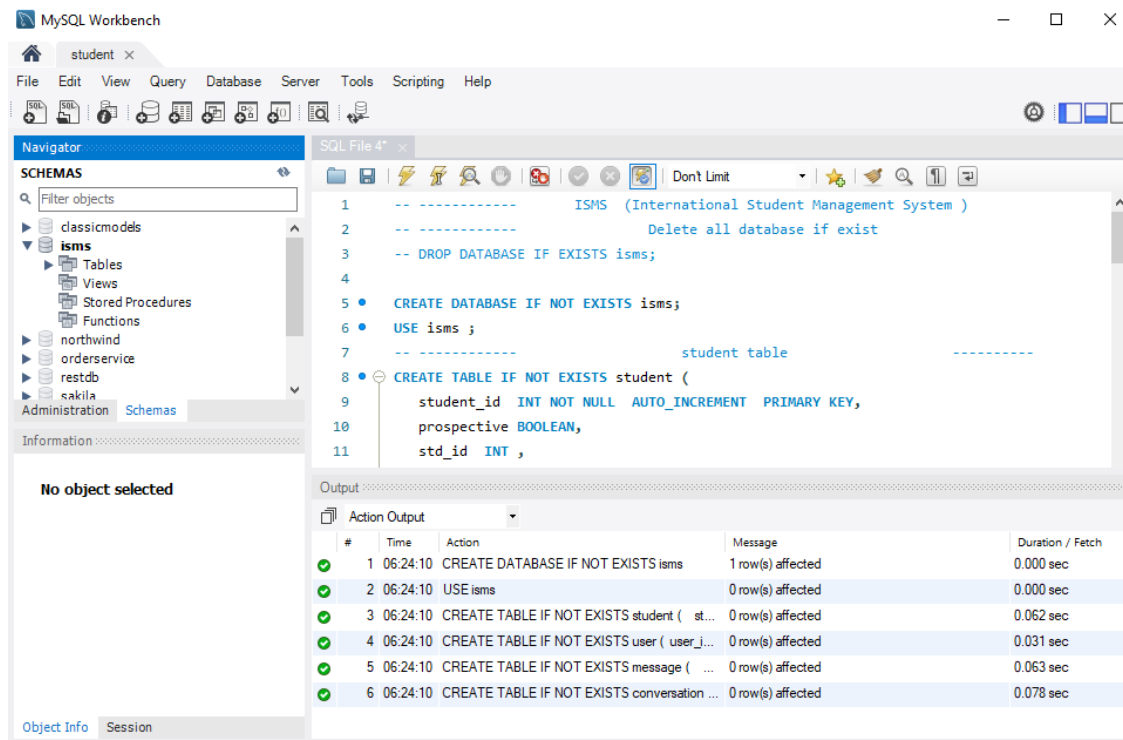 MySQL Workbench
student
File Edit View Query Database Server Tools Scripting Help
Navigator
SCHEMAS
Filter objects
classicmodels
isms
Tables
Views
Stored Procedures
Functions
northwind
orderservice
restdb
sakila
Administration Schemas
Information
No object selected
Object Info Session
SQL File 4*
Don't Limit
1 -- ------------ ISMS (International Student Management System )
2 -- ------------ Delete all database if exist
3 -- DROP DATABASE IF EXISTS isms;
4
5 CREATE DATABASE IF NOT EXISTS isms;
6 USE isms ;
7 -- ------------ student table ----------
8 CREATE TABLE IF NOT EXISTS student (
9 student_id INT NOT NULL AUTO_INCREMENT PRIMARY KEY,
10 prospective BOOLEAN,
11 std_id INT ,
Output
Action Output
# Time Action Message Duration / Fetch
1 06:24:10 CREATE DATABASE IF NOT EXISTS isms 1 row(s) affected 0.000 sec
2 06:24:10 USE isms 0 row(s) affected 0.000 sec
3 06:24:10 CREATE TABLE IF NOT EXISTS student ( st... 0 row(s) affected 0.062 sec
4 06:24:10 CREATE TABLE IF NOT EXISTS user ( user_i... 0 row(s) affected 0.031 sec
5 06:24:10 CREATE TABLE IF NOT EXISTS message ( ... 0 row(s) affected 0.063 sec
6 06:24:10 CREATE TABLE IF NOT EXISTS conversation ... 0 row(s) affected 0.078 sec